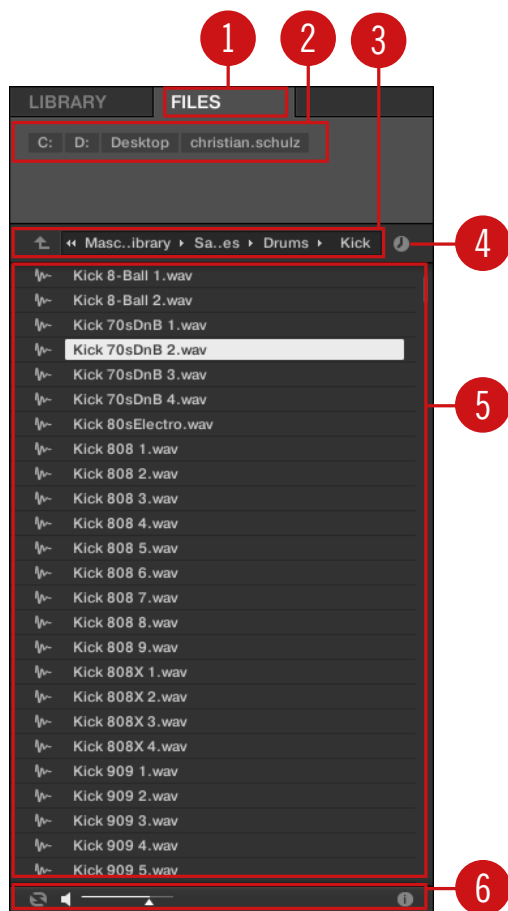 1 2 3
LIBRARY FILES
C: D: Desktop christian.schulz
Masc..ibrary Sa..es Drums Kick 4
Kick 8-Ball 1.wav
Kick 8-Ball 2.wav
Kick 70sDnB 1.wav
Kick 70sDnB 2.wav
Kick 70sDnB 3.wav
Kick 70sDnB 4.wav 5
Kick 80sElectro.wav
Kick 808 1.wav
Kick 808 2.wav
Kick 808 3.wav
Kick 808 4.wav
Kick 808 5.wav
Kick 808 6.wav
Kick 808 7.wav
Kick 808 8.wav
Kick 808 9.wav
Kick 808X 1.wav
Kick 808X 2.wav
Kick 808X 3.wav
Kick 808X 4.wav
Kick 909 1.wav
Kick 909 2.wav
Kick 909 3.wav
Kick 909 4.wav
Kick 909 5.wav
6